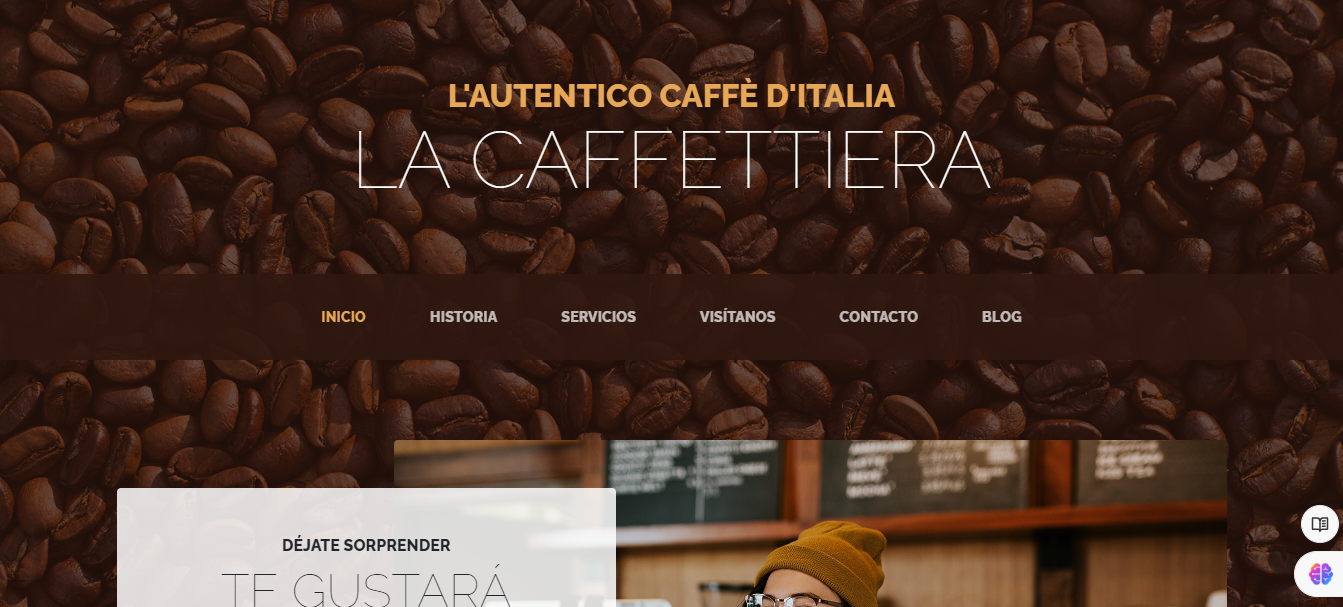 L'AUTENTICO CAFFÈ D'ITALIA
LA CAFFETTIERA
INICIO HISTORIA SERVICIOS VISÍTANOS CONTACTO BLOG
DÉJATE SORPRENDER
TE GUSTARÁ